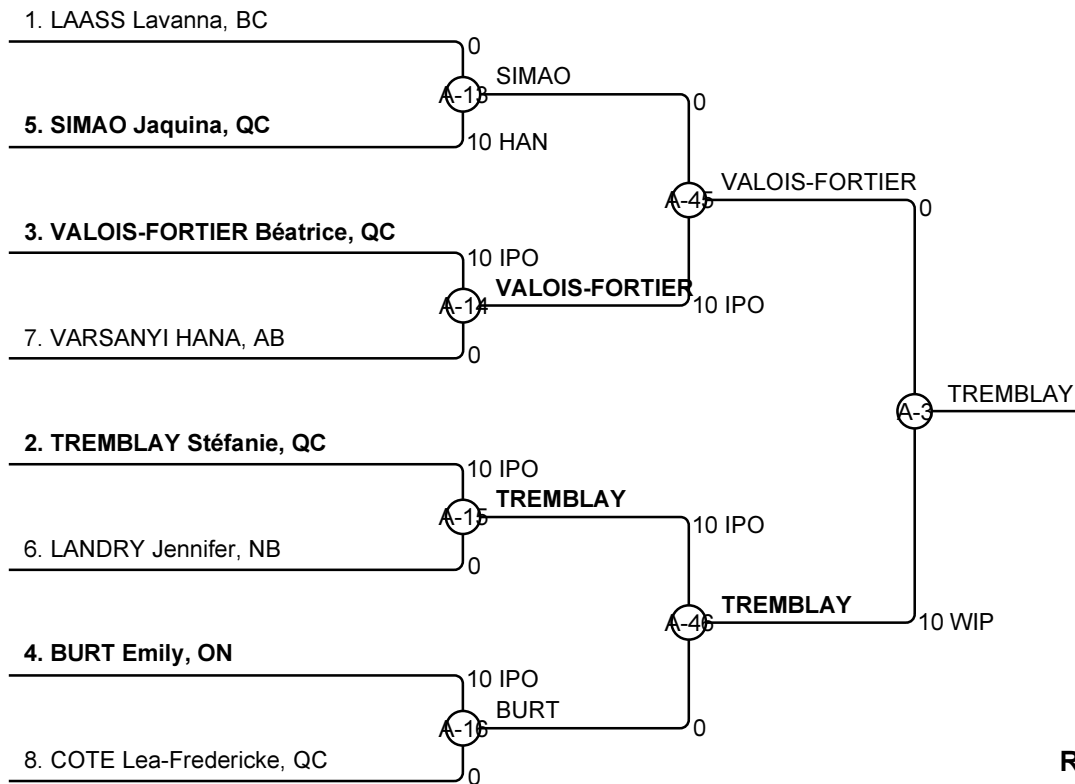 1. LAASS Lavanna, BC
0
A-13
SIMAO
0
5. SIMAO Jaquina, QC
10 HAN
A-45
VALOIS-FORTIER
0
3. VALOIS-FORTIER Béatrice, QC
10 IPO
A-14
VALOIS-FORTIER
10 IPO
7. VARSANYI HANA, AB
0
A-3
TREMBLAY
2. TREMBLAY Stéfanie, QC
10 IPO
A-15
TREMBLAY
10 IPO
6. LANDRY Jennifer, NB
0
A-46
TREMBLAY
10 WIP
4. BURT Emily, ON
10 IPO
A-16
BURT
0
8. COTE Lea-Fredericke, QC
0
R